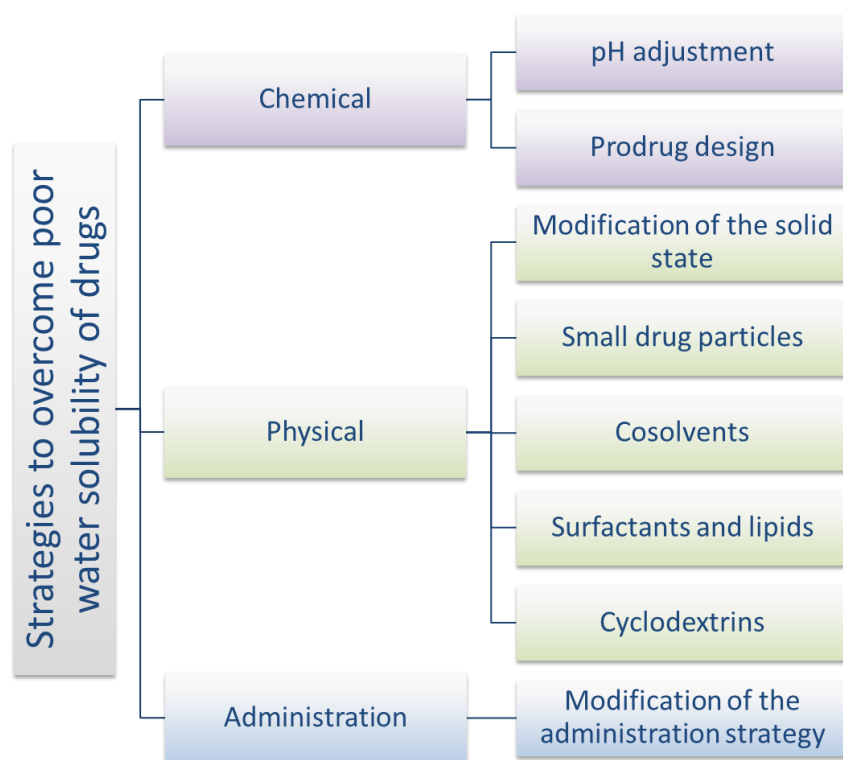 Strategies to overcome poor
water solubility of drugs
Chemical
pH adjustment
Prodrug design
Physical
Modification of the solid
state
Small drug particles
Cosolvents
Surfactants and lipids
Cyclodextrins
Administration
Modification of the
administration strategy